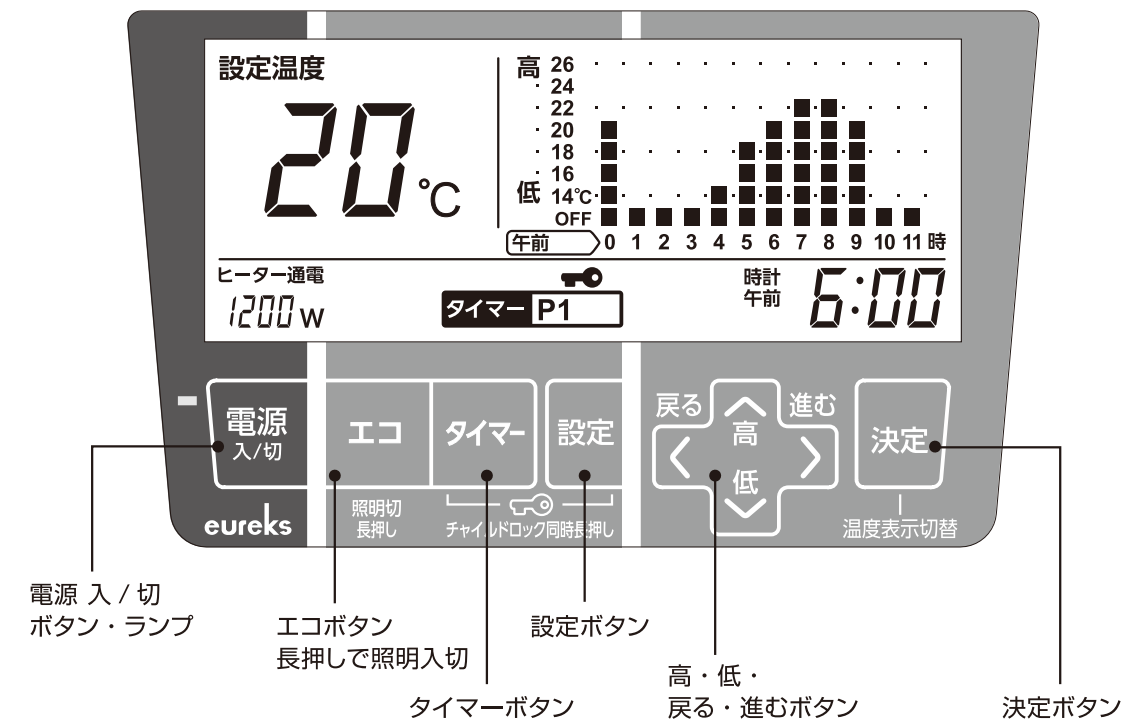 設定温度
20℃
高 26
24
22
20
18
16
低 14℃
OFF
午前 0 1 2 3 4 5 6 7 8 9 10 11 時
ヒーター通電
1200 W
タイマー P1
時計
午前
6:00
電源
入/切
エコ
タイマー
設定
戻る
高
低
進む
決定
eureks
照明切
長押し
チャイルドロック同時長押し
温度表示切替
電源 入 / 切
ボタン・ランプ
エコボタン
長押しで照明入切
タイマーボタン
設定ボタン
高・低・
戻る・進むボタン
決定ボタン